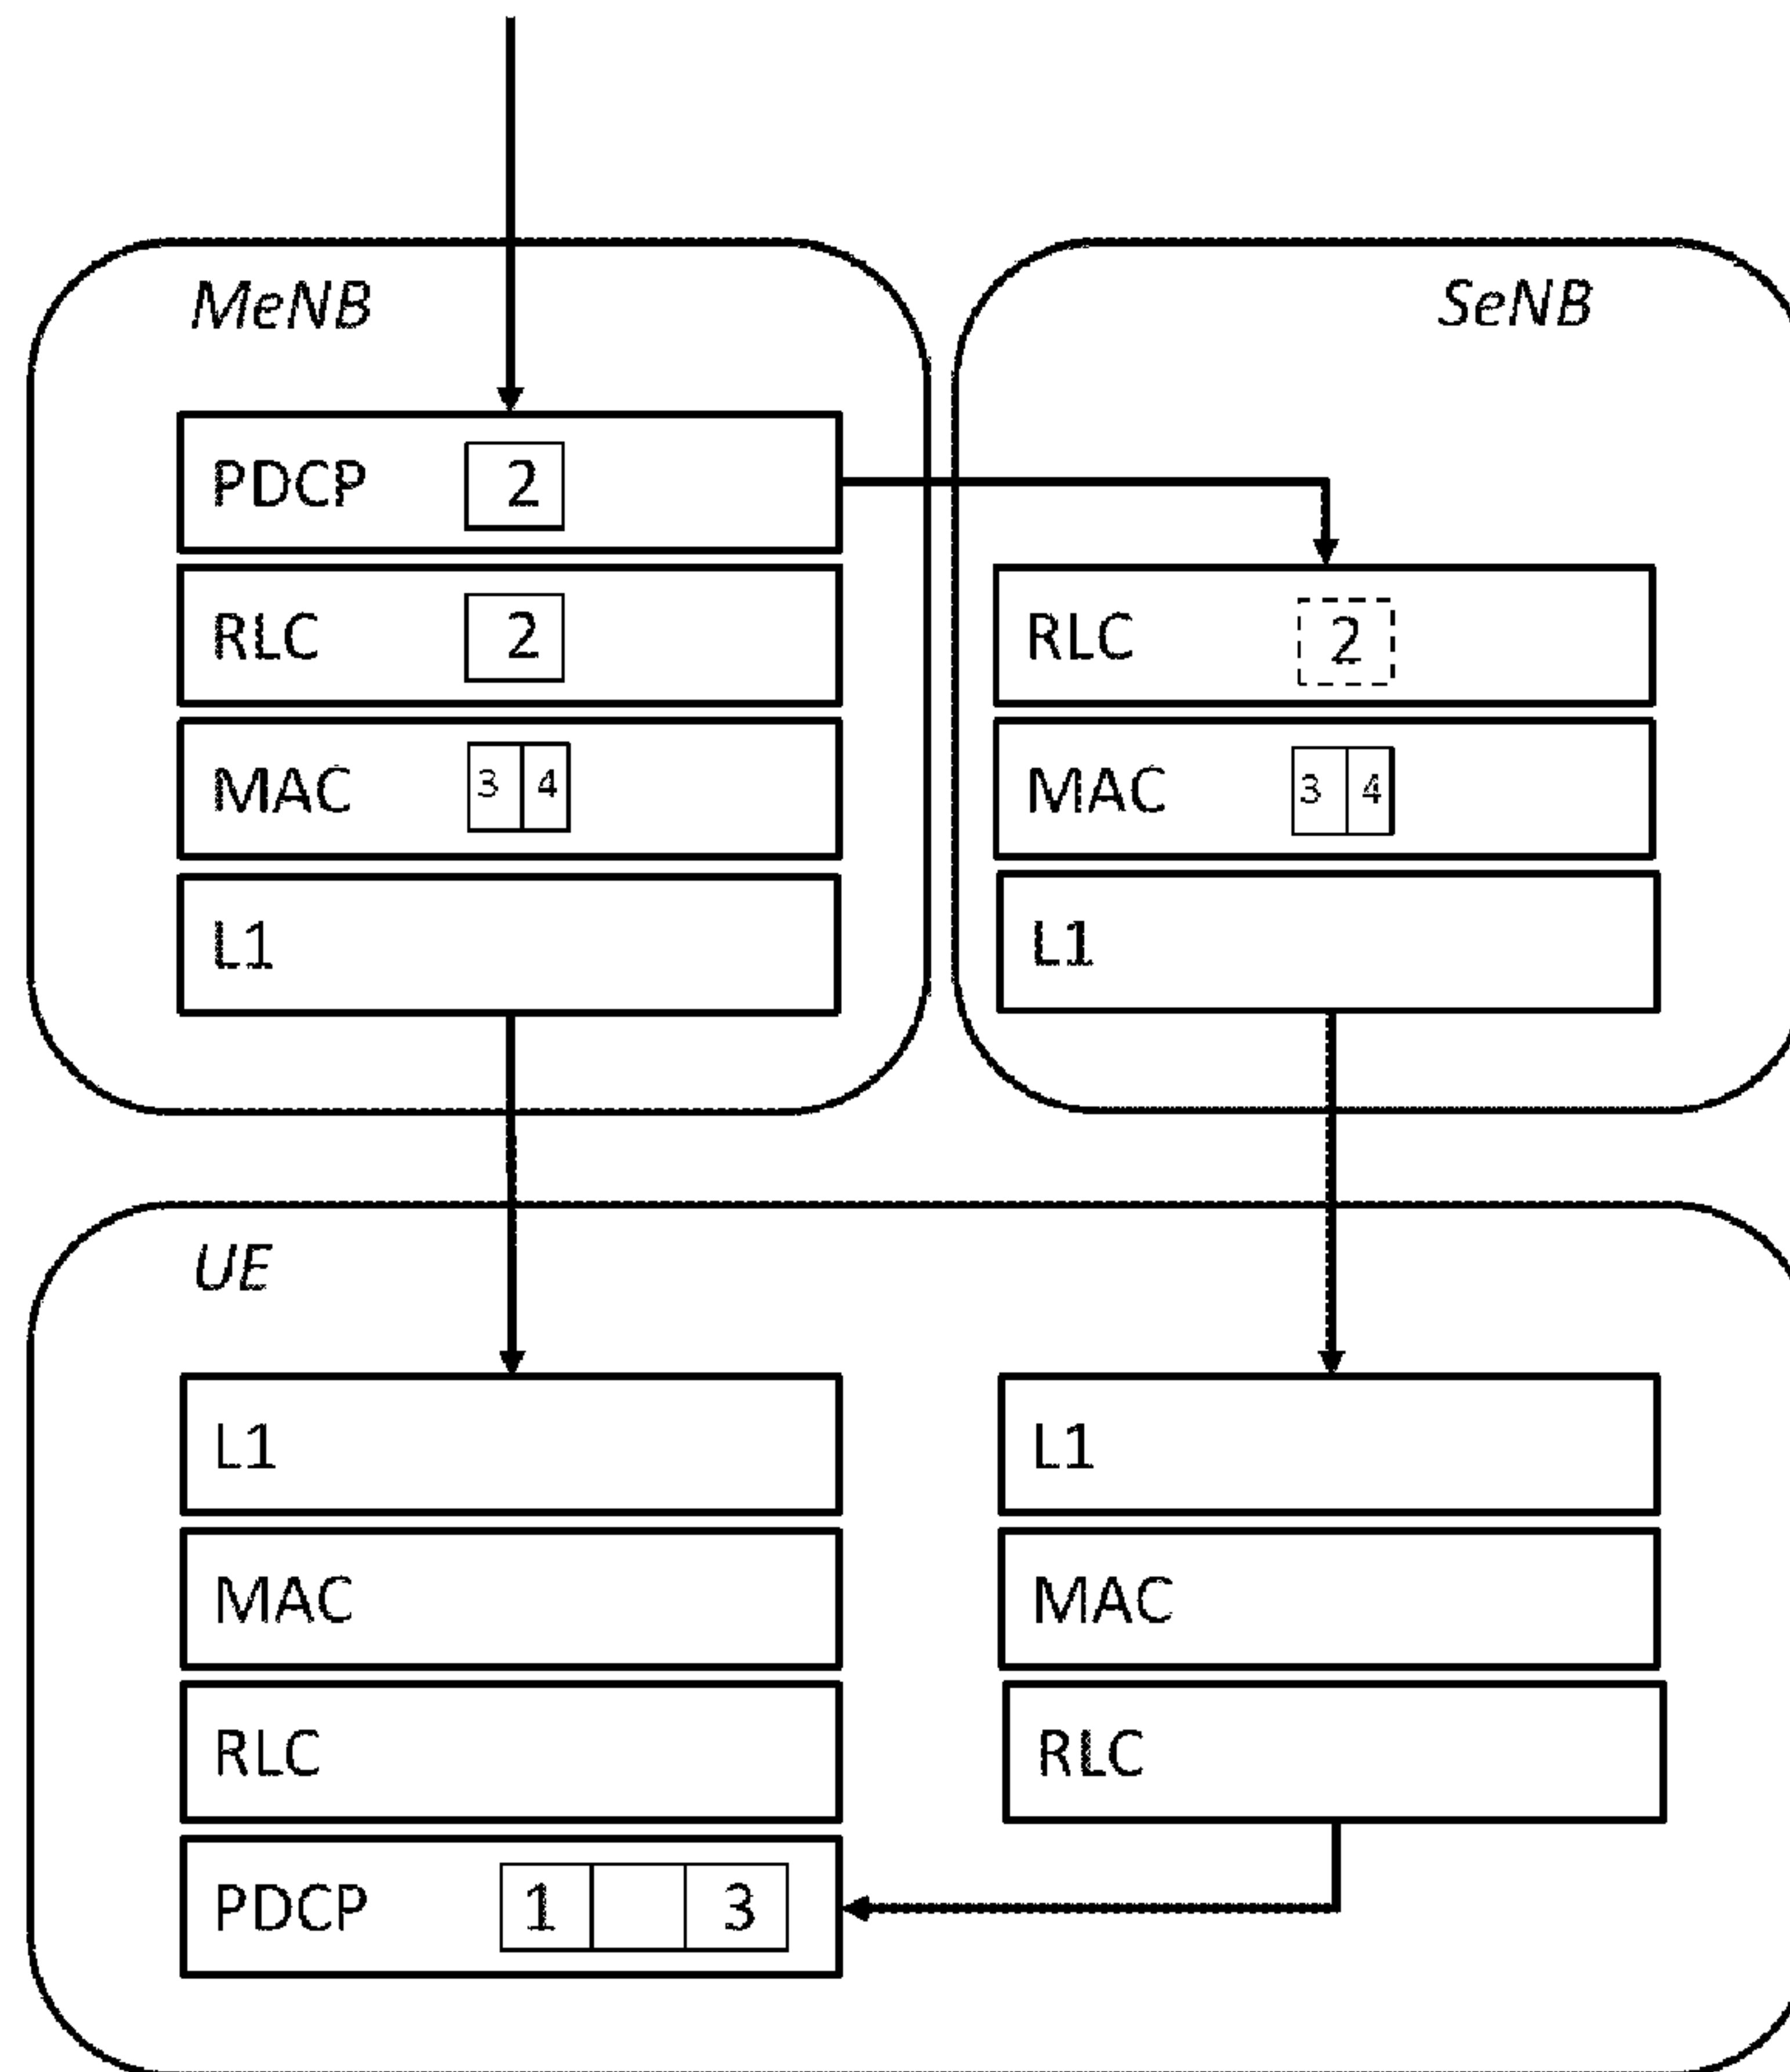 MeNB
SeNB
PDCP 2
RLC 2
RLC 2
MAC 3 4
MAC 3 4
L1
L1
UE
L1
L1
MAC
MAC
RLC
RLC
PDCP 1 3